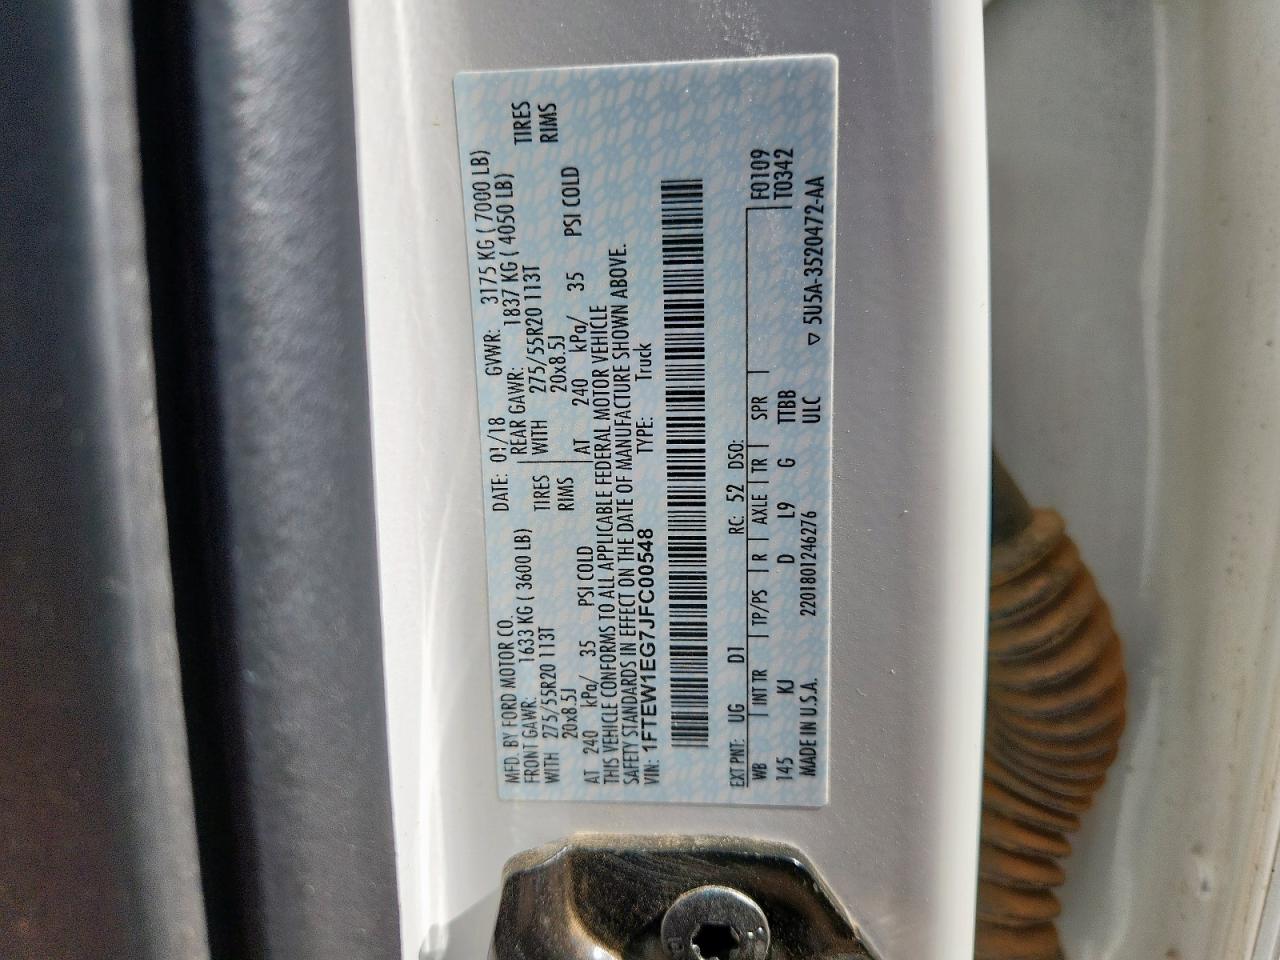 MFD. BY FORD MOTOR CO.
DATE: 01/18 GVWR: 3175 KG ( 7000 LB)
FRONT GAWR: 1633 KG ( 3600 LB) REAR GAWR: 1837 KG ( 4050 LB)
WITH 275/55R20 113T TIRES WITH 275/55R20 113T TIRES
20x8.5J RIMS 20x8.5J RIMS
AT 240 kPa/ 35 PSI COLD AT 240 kPa/ 35 PSI COLD
THIS VEHICLE CONFORMS TO ALL APPLICABLE FEDERAL MOTOR VEHICLE
SAFETY STANDARDS IN EFFECT ON THE DATE OF MANUFACTURE SHOWN ABOVE.
VIN: 1FTEW1EG7JFC00548 TYPE: Truck
EXT PNT: UG D1 RC: 52 DSO:
WB INT TR TP/PS R AXLE TR SPR F0109
145 KJ D L9 G TTBB T0342
MADE IN U.S.A. 2201801246276 ULC ▽ 5U5A-3520472-AA